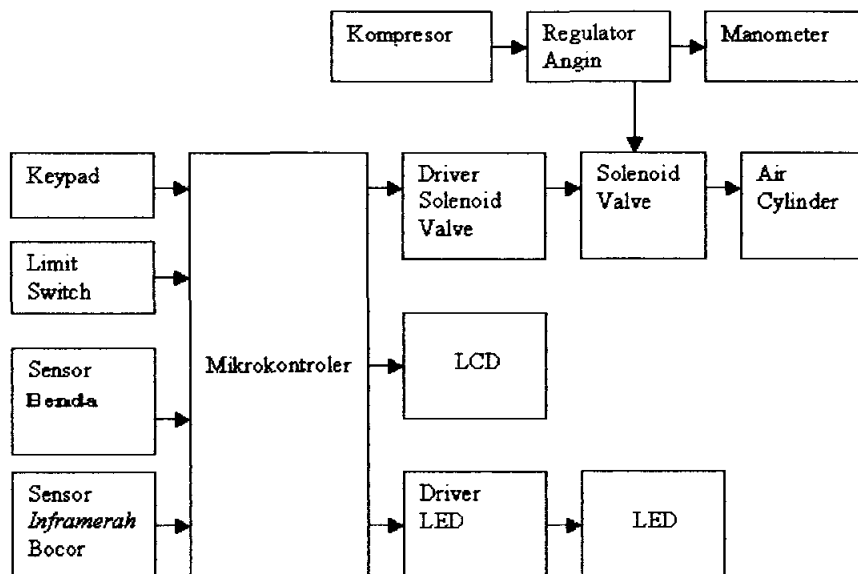 Kompresor
Regulator
Angin
Manometer
Keypad
Driver
Solenoid
Valve
Solenoid
Valve
Air
Cylinder
Limit
Switch
Sensor
Benda
Mikrokontroler
LCD
Sensor
Inframerah
Bocor
Driver
LED
LED